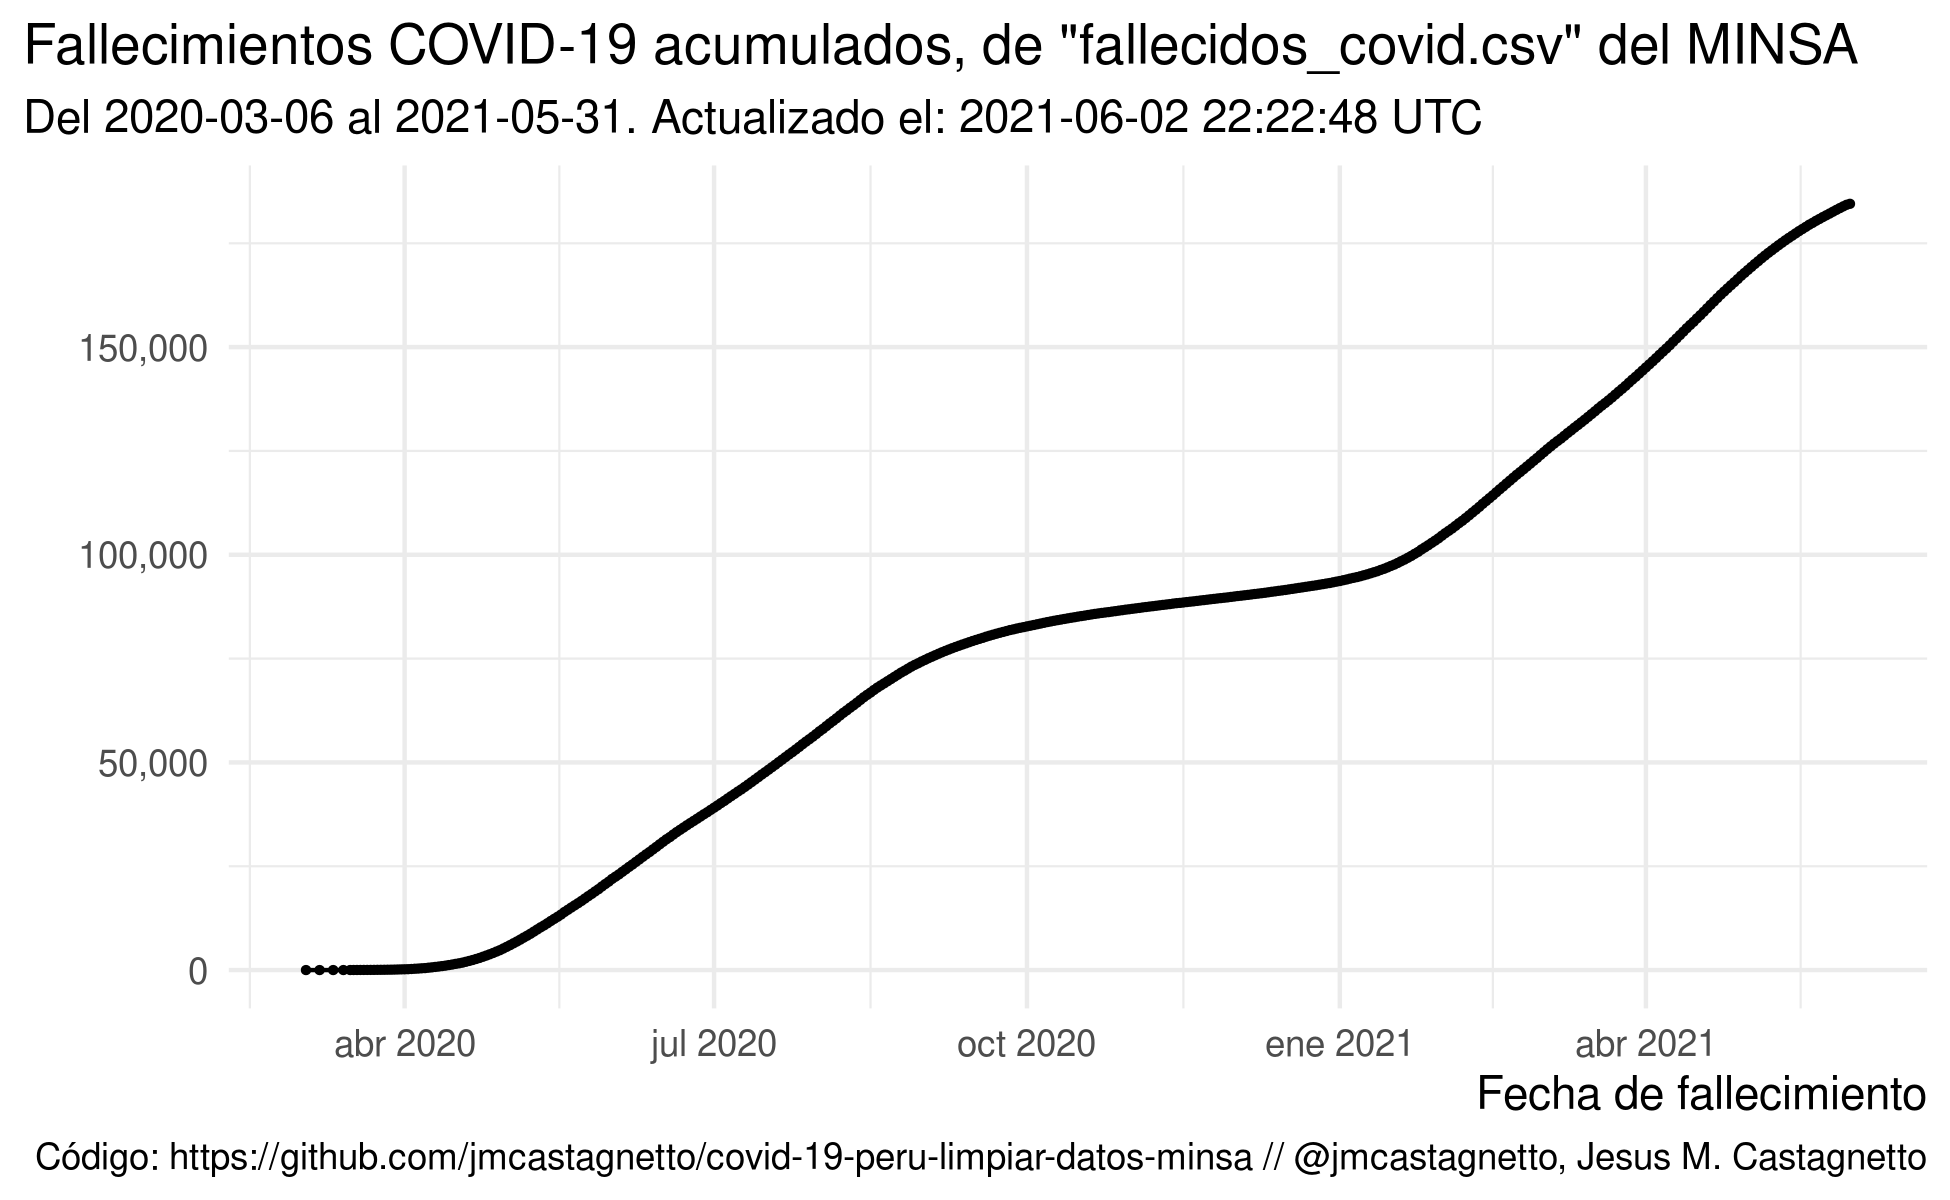 Fallecimientos COVID-19 acumulados, de "fallecidos_covid.csv" del MINSA
Del 2020-03-06 al 2021-05-31. Actualizado el: 2021-06-02 22:22:48 UTC
150,000
100,000
50,000
0
abr 2020 jul 2020 oct 2020 ene 2021 abr 2021
Fecha de fallecimiento
Código: https://github.com/jmcastagnetto/covid-19-peru-limpiar-datos-minsa // @jmcastagnetto, Jesus M. Castagnetto